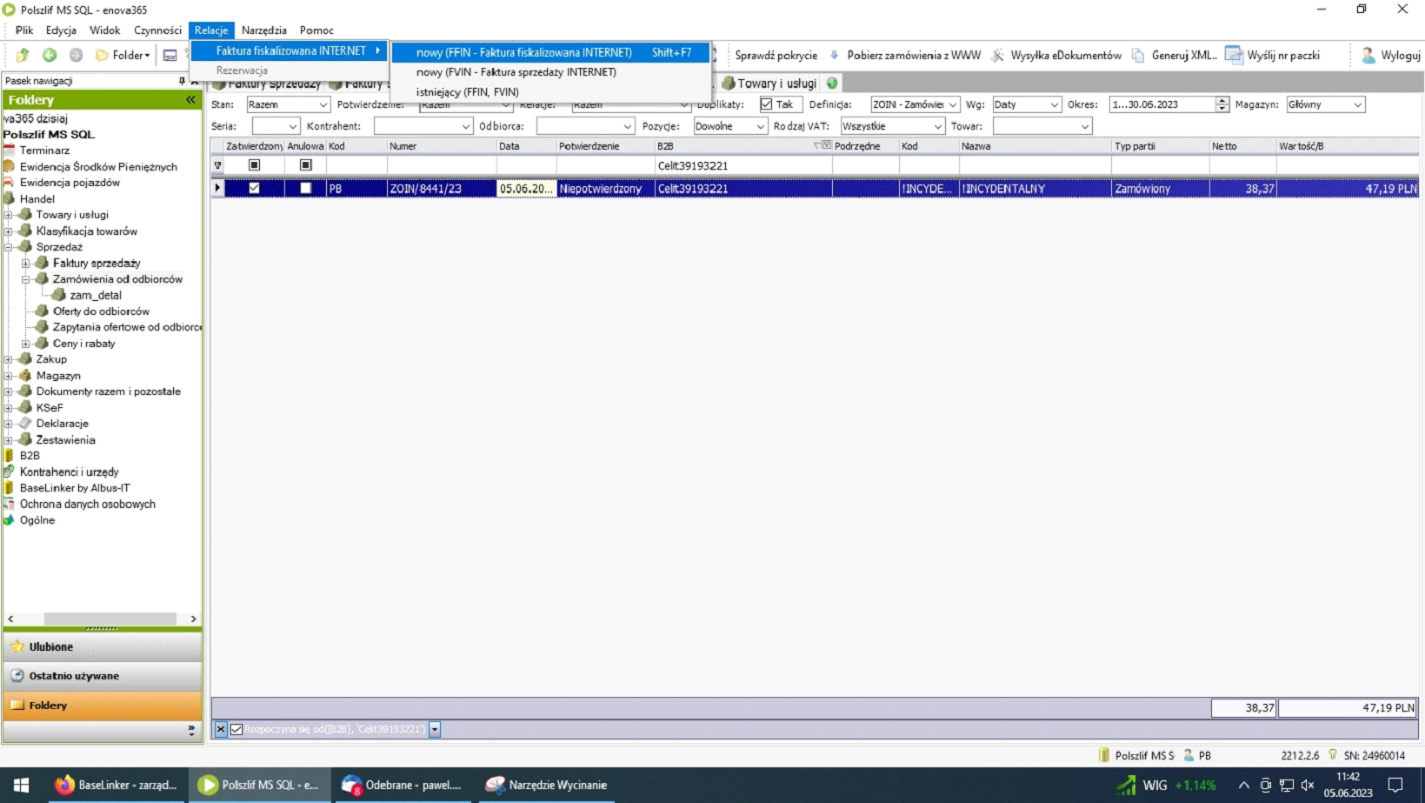 Polszlif MS SQL - enova365
Plik Edycja Widok Czynności Relacje Narzędzia Pomoc
Folder Faktura fiskalizowana INTERNET nowy (FFIN - Faktura fiskalizowana INTERNET) Shift+F7 Sprawdź pokrycie Pobierz zamówienia z WWW Wysyłka eDokumentów Generuj XML... Wyślij nr paczki Wyloguj
Rezerwacja nowy (FVIN - Faktura sprzedaży INTERNET)
istniejący (FFIN, FVIN)
Pasek nawigacji Faktury sprzedaży Faktury Towary i usługi
Foldery
Stan: Razem Potwierdzenie: Razem Relacje: Razem Duplikaty: Tak Definicja: ZOIN - Zamówier Wg: Daty Okres: 1...30.06.2023 Magazyn: Główny
Seria: Kontrahent: Odbiorca: Pozycje: Dowolne Rodzaj VAT: Wszystkie Towar:
Zatwierdzony Anulowa Kod Numer Data Potwierdzenie B2B Podrzędne Kod Nazwa Typ partii Netto Wartość/B
Celit39193221
PB ZOIN/8441/23 05.06.20... Niepotwierdzony Celit39193221 !INCYDE... !INCYDENTALNY Zamówiony 38,37 47,19 PLN
va365 dzisiaj
Polszlif MS SQL
Terminarz
Ewidencja Środków Pieniężnych
Ewidencja pojazdów
Handel
Towary i usługi
Klasyfikacja towarów
Sprzedaż
Faktury sprzedaży
Zamówienia od odbiorców
zam_detal
Oferty do odbiorców
Zapytania ofertowe od odbiorcó
Ceny i rabaty
Zakup
Magazyn
Dokumenty razem i pozostałe
KSeF
Deklaracje
Zestawienia
B2B
Kontrahenci i urzędy
BaseLinker by Albus-IT
Ochrona danych osobowych
Ogólne
Ulubione
Ostatnio używane
Foldery
38,37 47,19 PLN
Rozpoczyna się od([B2B], 'Celit39193221')
Polszlif MS S PB 2212.2.6 SN: 24960014
BaseLinker - zarząd... Polszlif MS SQL - e... Odebrane - pawel.... Narzędzie Wycinanie WIG +1,14% 11:42
05.06.2023